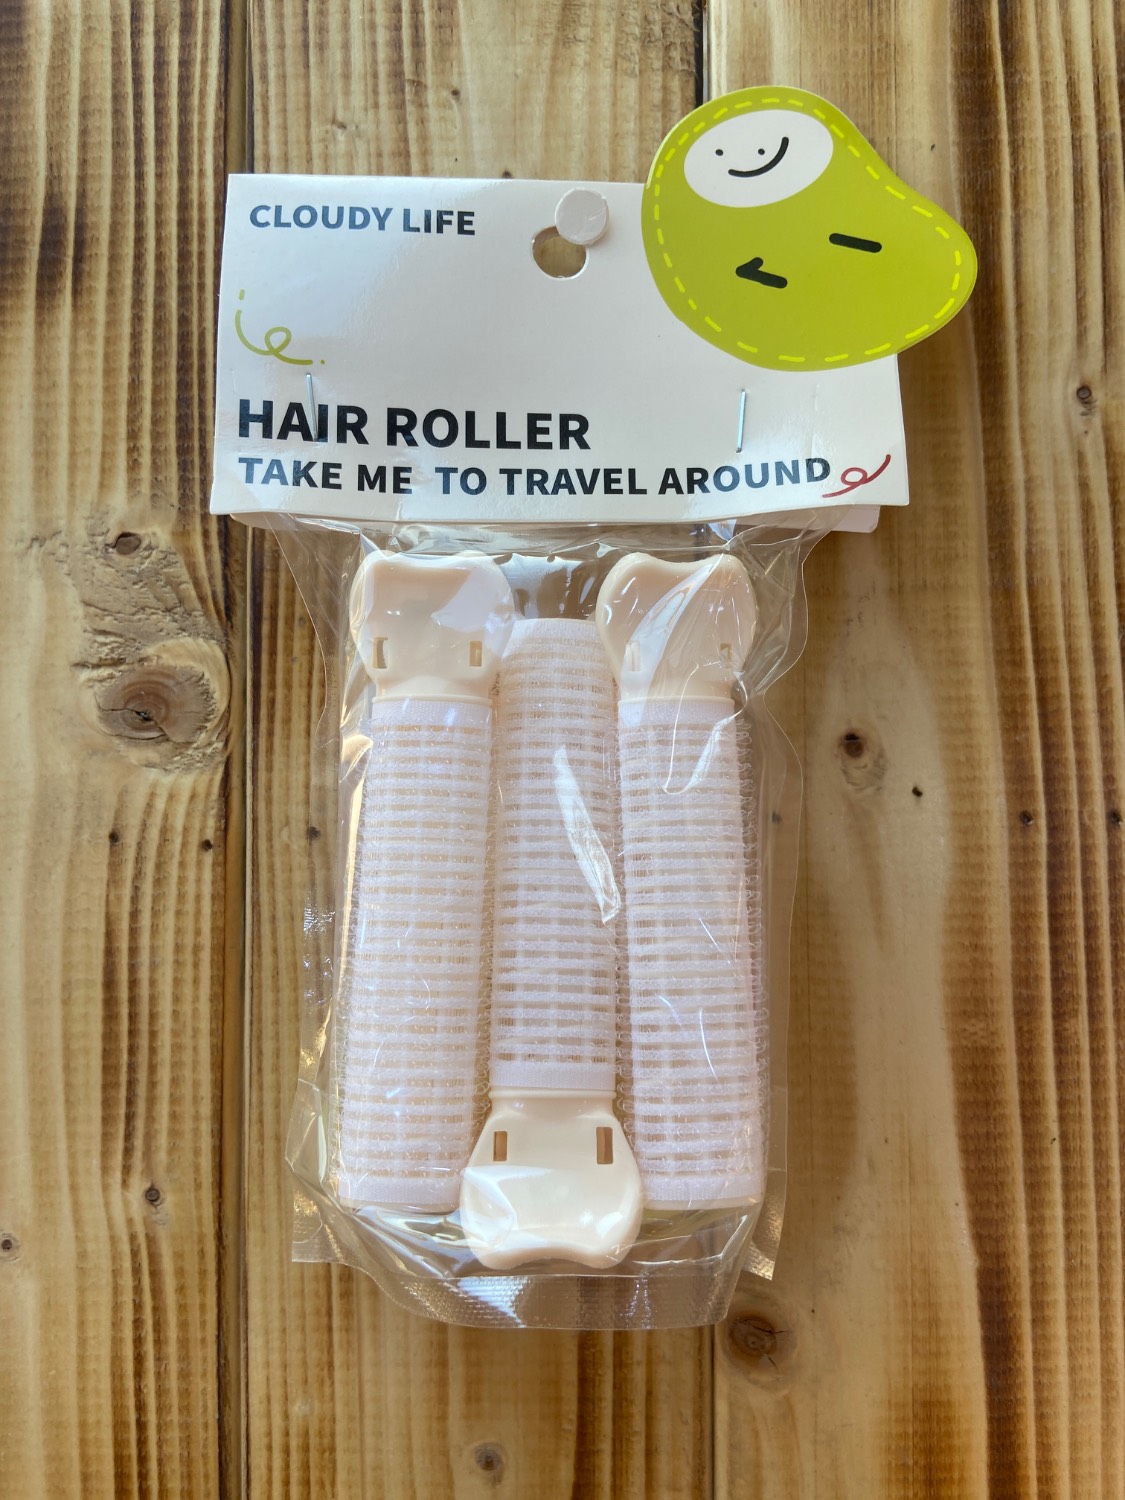 CLOUDY LIFE
HAIR ROLLER
TAKE ME TO TRAVEL AROUND